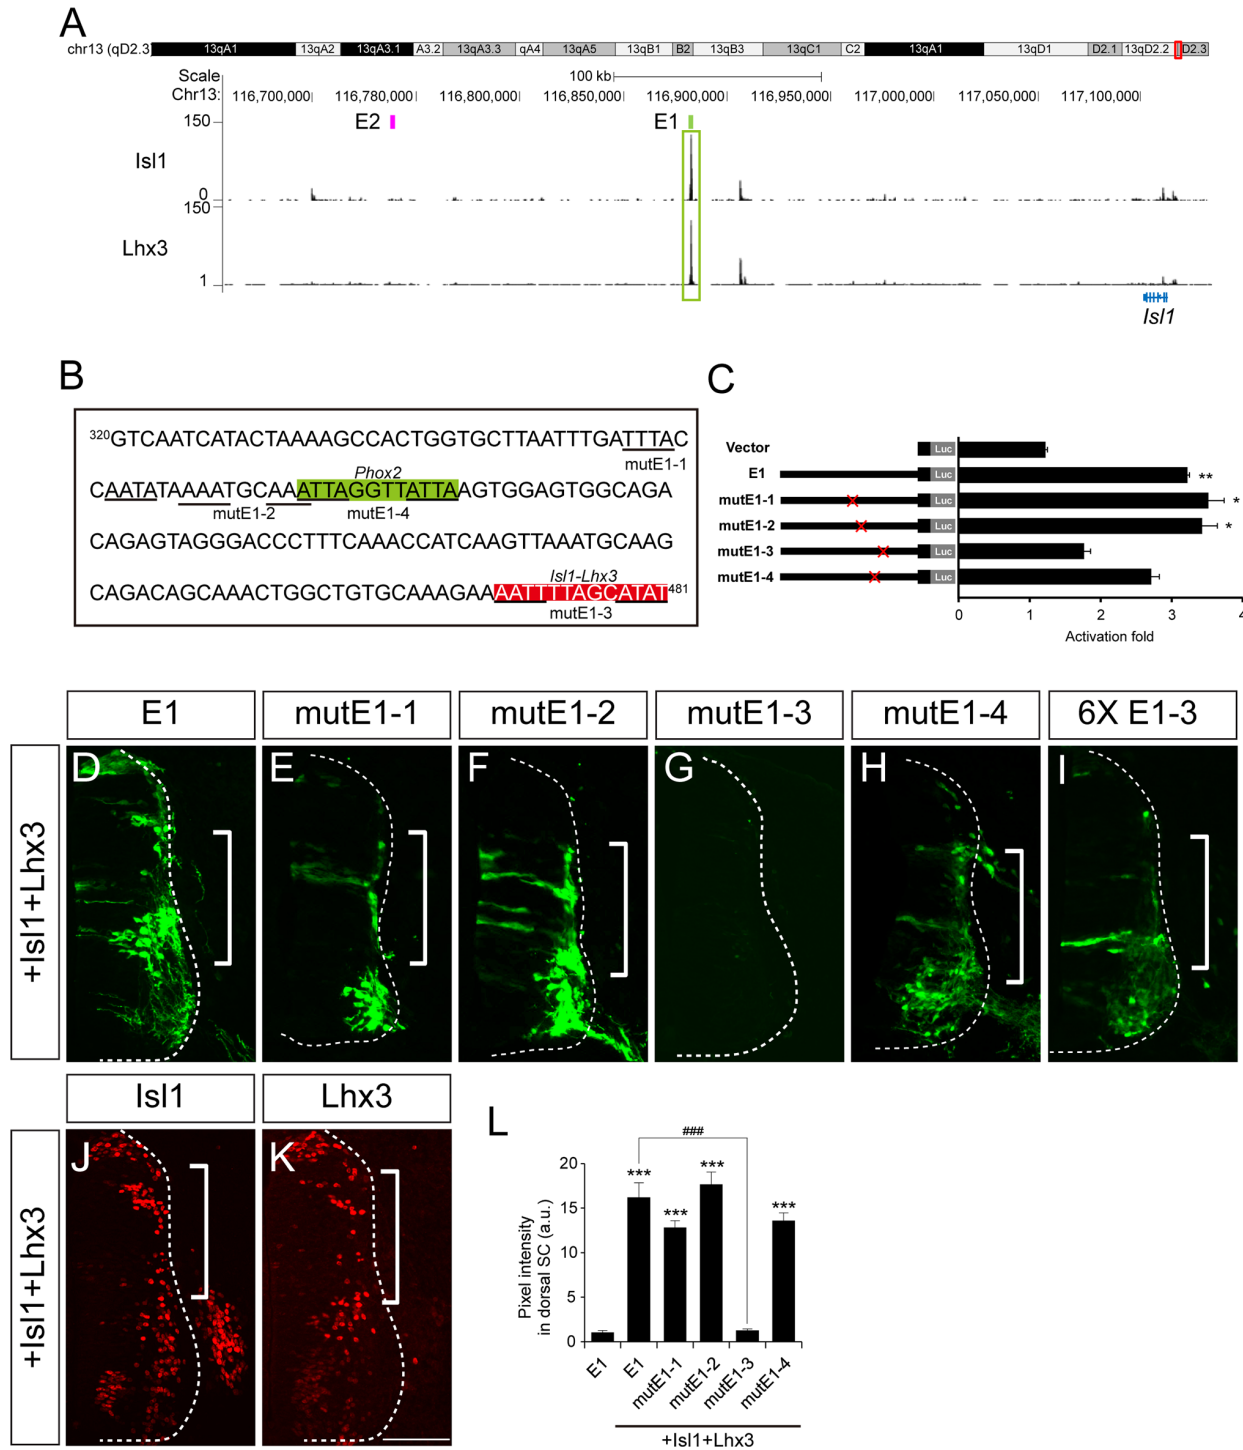 A
chr13 (qD2.3
13qA1 13qA2 13qA3.1 A3.2 13qA3.3 qA4 13qA5 13qB1 B2 13qB3 13qC1 C2 13qA1 13qD1 D2.1 13qD2.2 D2.3
Scale 100 kb
Chr13: 116,700,000 116,780,000 116,800,000 116,850,000 116,900,000 116,950,000 117,000,000 117,050,000 117,100,000
150
E2 E1
Isl1
0
150
Lhx3
1
Isl1
B
320GTCAATCATACTAAAAGCCACTGGTGCTTAATTTGATTTAC
mutE1-1
Phox2
CAATATAAAATGCAAATTAGGTTATTAAGTGGAGTGGCAGA
mutE1-2 mutE1-4
CAGAGTAGGGACCCTTTCAAACCATCAAGTTAAATGCAAG
Isl1-Lhx3
CAGACAGCAAACTGGCTGTGCAAAGAAAATTTTAGCATAT481
mutE1-3
C
Vector Luc
E1 Luc **
mutE1-1 Luc *
mutE1-2 Luc *
mutE1-3 Luc
mutE1-4 Luc
0 1 2 3 4
Activation fold
E1 mutE1-1 mutE1-2 mutE1-3 mutE1-4 6X E1-3
+Isl1+Lhx3
D E F G H I
Isl1 Lhx3
+Isl1+Lhx3
J K
L
###
*** *** *** ***
20
15
10
5
0
Pixel intensity
in dorsal SC (a.u.)
E1 E1 mutE1-1 mutE1-2 mutE1-3 mutE1-4
+Isl1+Lhx3